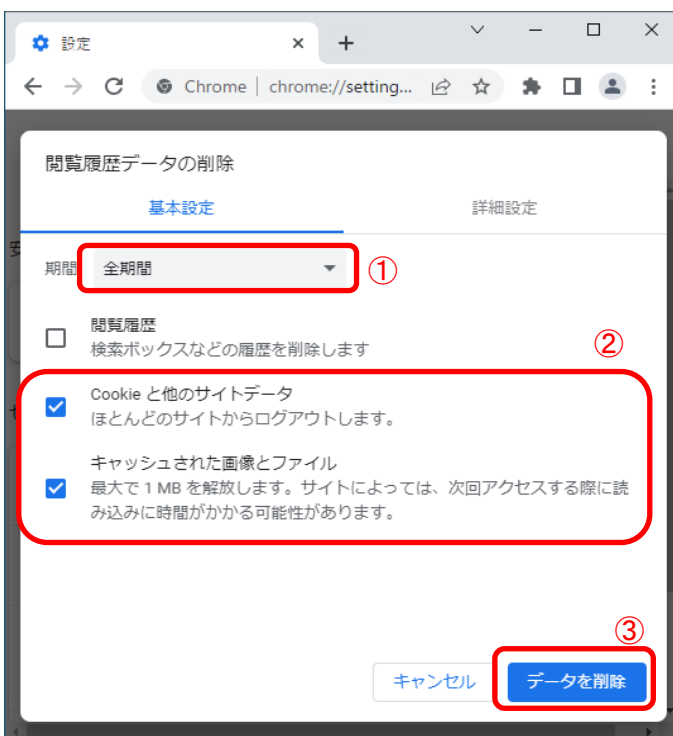 設定
Chrome | chrome://setting...
閲覧履歴データの削除
基本設定 詳細設定
期間 全期間 ①
閲覧履歴
検索ボックスなどの履歴を削除します
②
Cookie と他のサイトデータ
ほとんどのサイトからログアウトします。
キャッシュされた画像とファイル
最大で 1 MB を解放します。サイトによっては、次回アクセスする際に読
み込みに時間がかかる可能性があります。
③
キャンセル データを削除